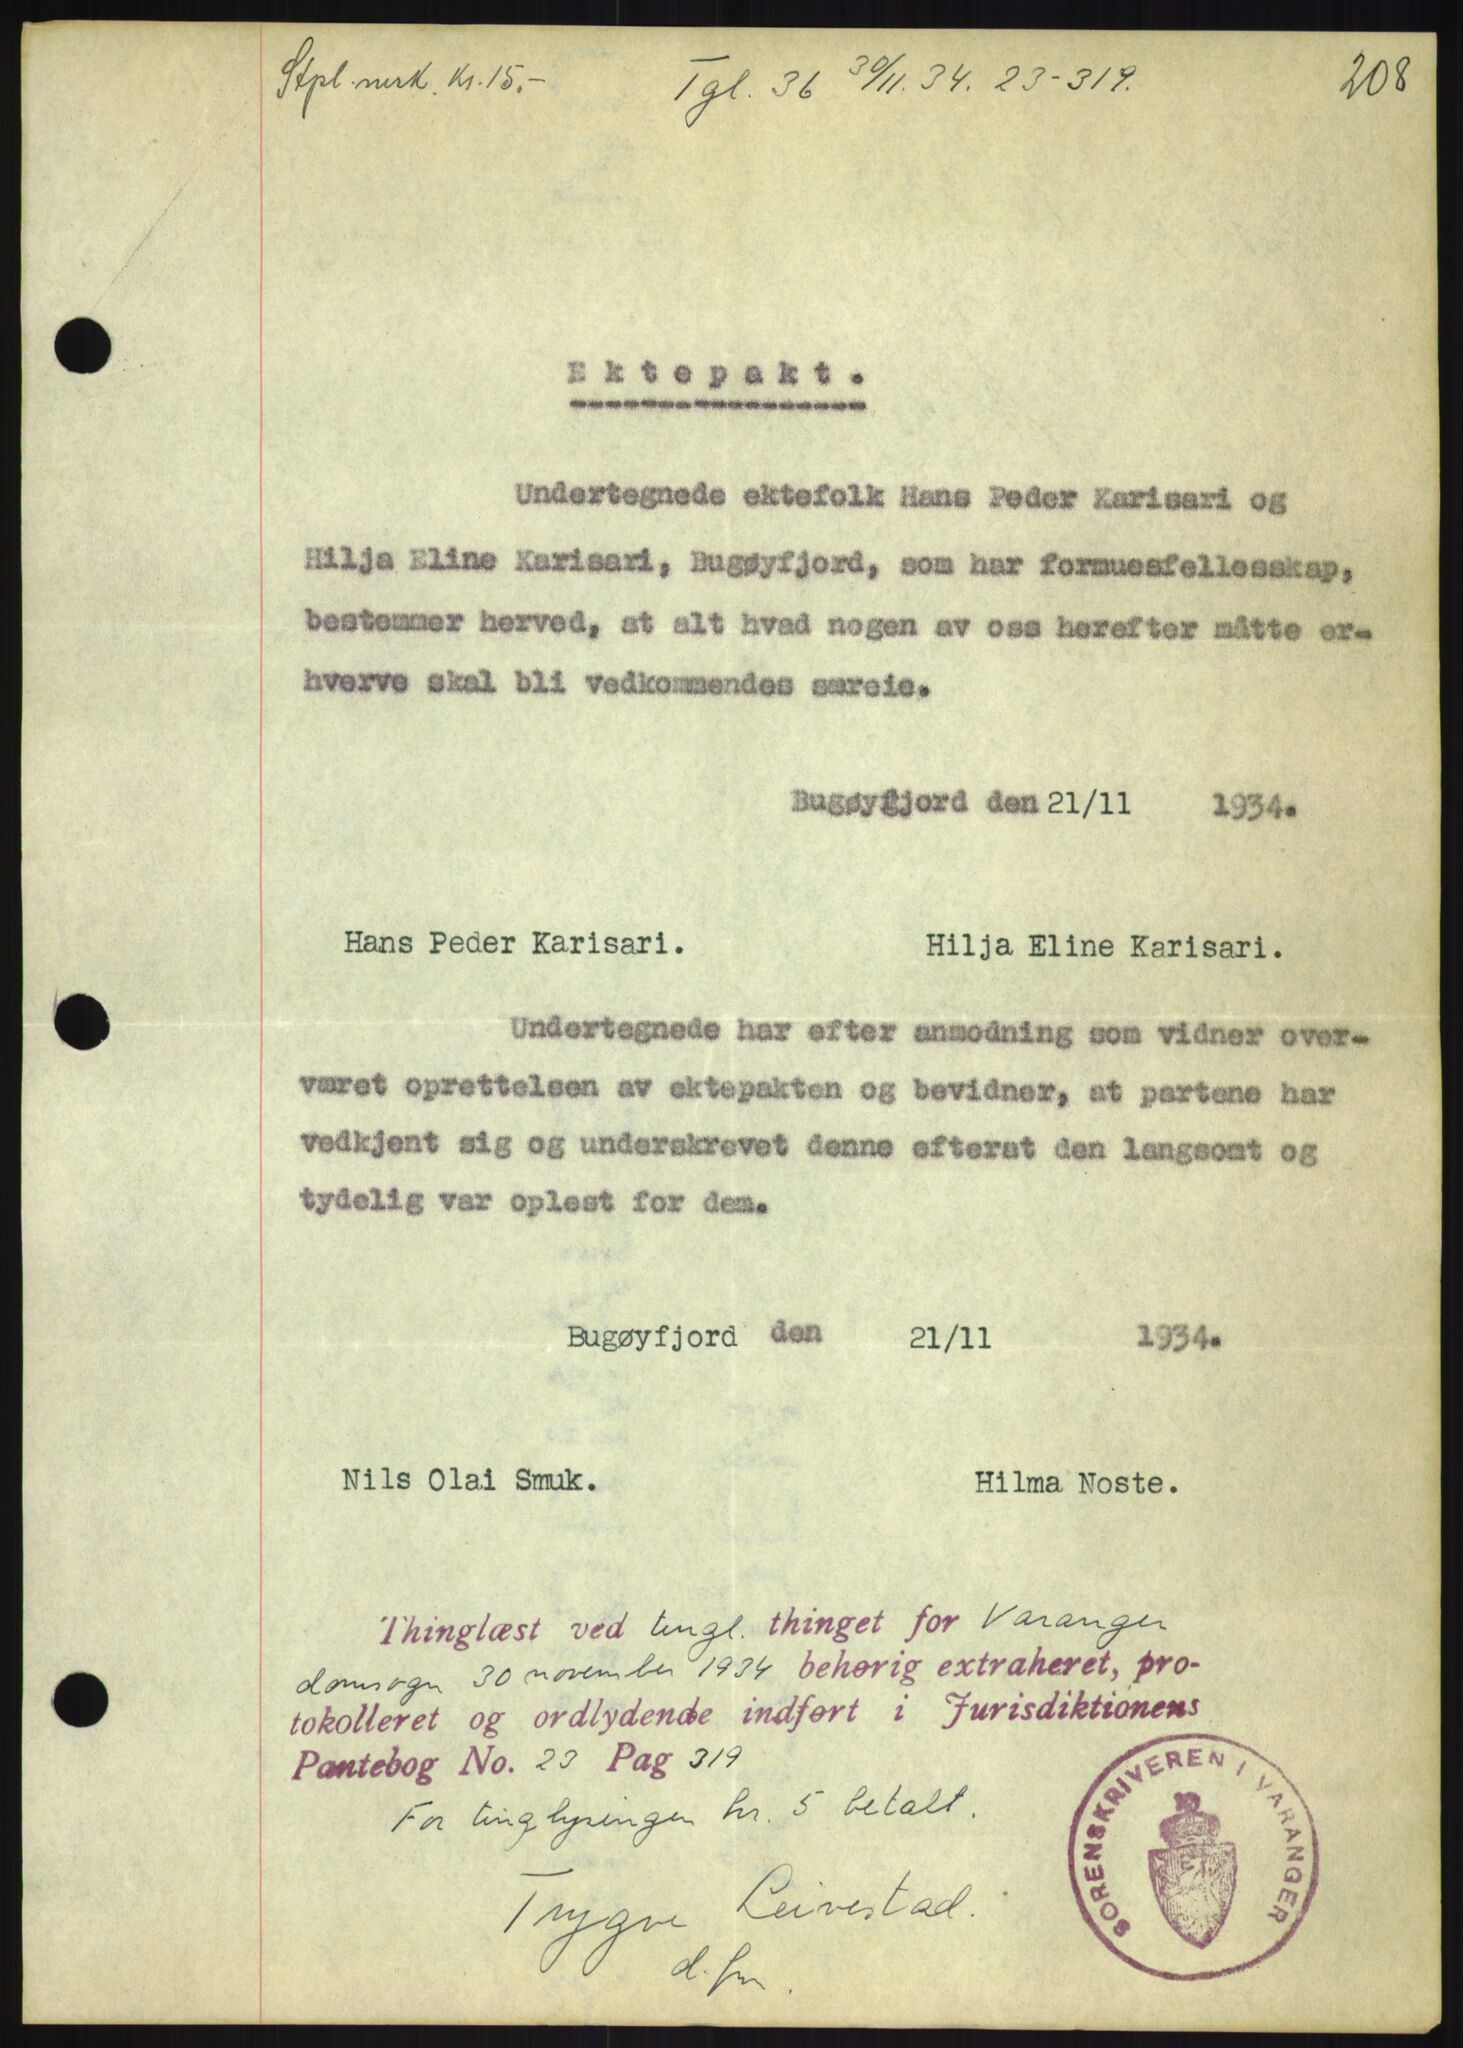 Stpl.merk. Kr. 15.-
Tgl. 36 30/11. 34. 23-319.
208
Ektepakt.
Undertegnede ektefolk Hans Peder Karisari og
Hilja Eline Karisari, Bugøyfjord, som har formuesfellesskap,
bestemmer herved, at alt hvad nogen av oss herefter måtte er-
hverve skal bli vedkommendes særeie.
Bugøyfjord den 21/11 1934.
Hans Peder Karisari. Hilja Eline Karisari.
Undertegnede har efter anmodning som vidner over-
været oprettelsen av ektepakten og bevidner, at partene har
vedkjent sig og underskrevet denne efterat den langsomt og
tydelig var oplest for dem.
Bugøyfjord den 21/11 1934.
Nils Olai Smuk. Hilma Noste.
Thinglæst ved tingl. thinget for Varanger
domsogn 30 november 1934 behørig extraheret, pro-
tokolleret og ordlydende indført i Jurisdiktionens
Pantebog No. 23 Pag 319
For tinglysingen kr. 5 betalt.
Trygve Leivestad.
d. fm.
SORENSKRIVEREN I VARANGER